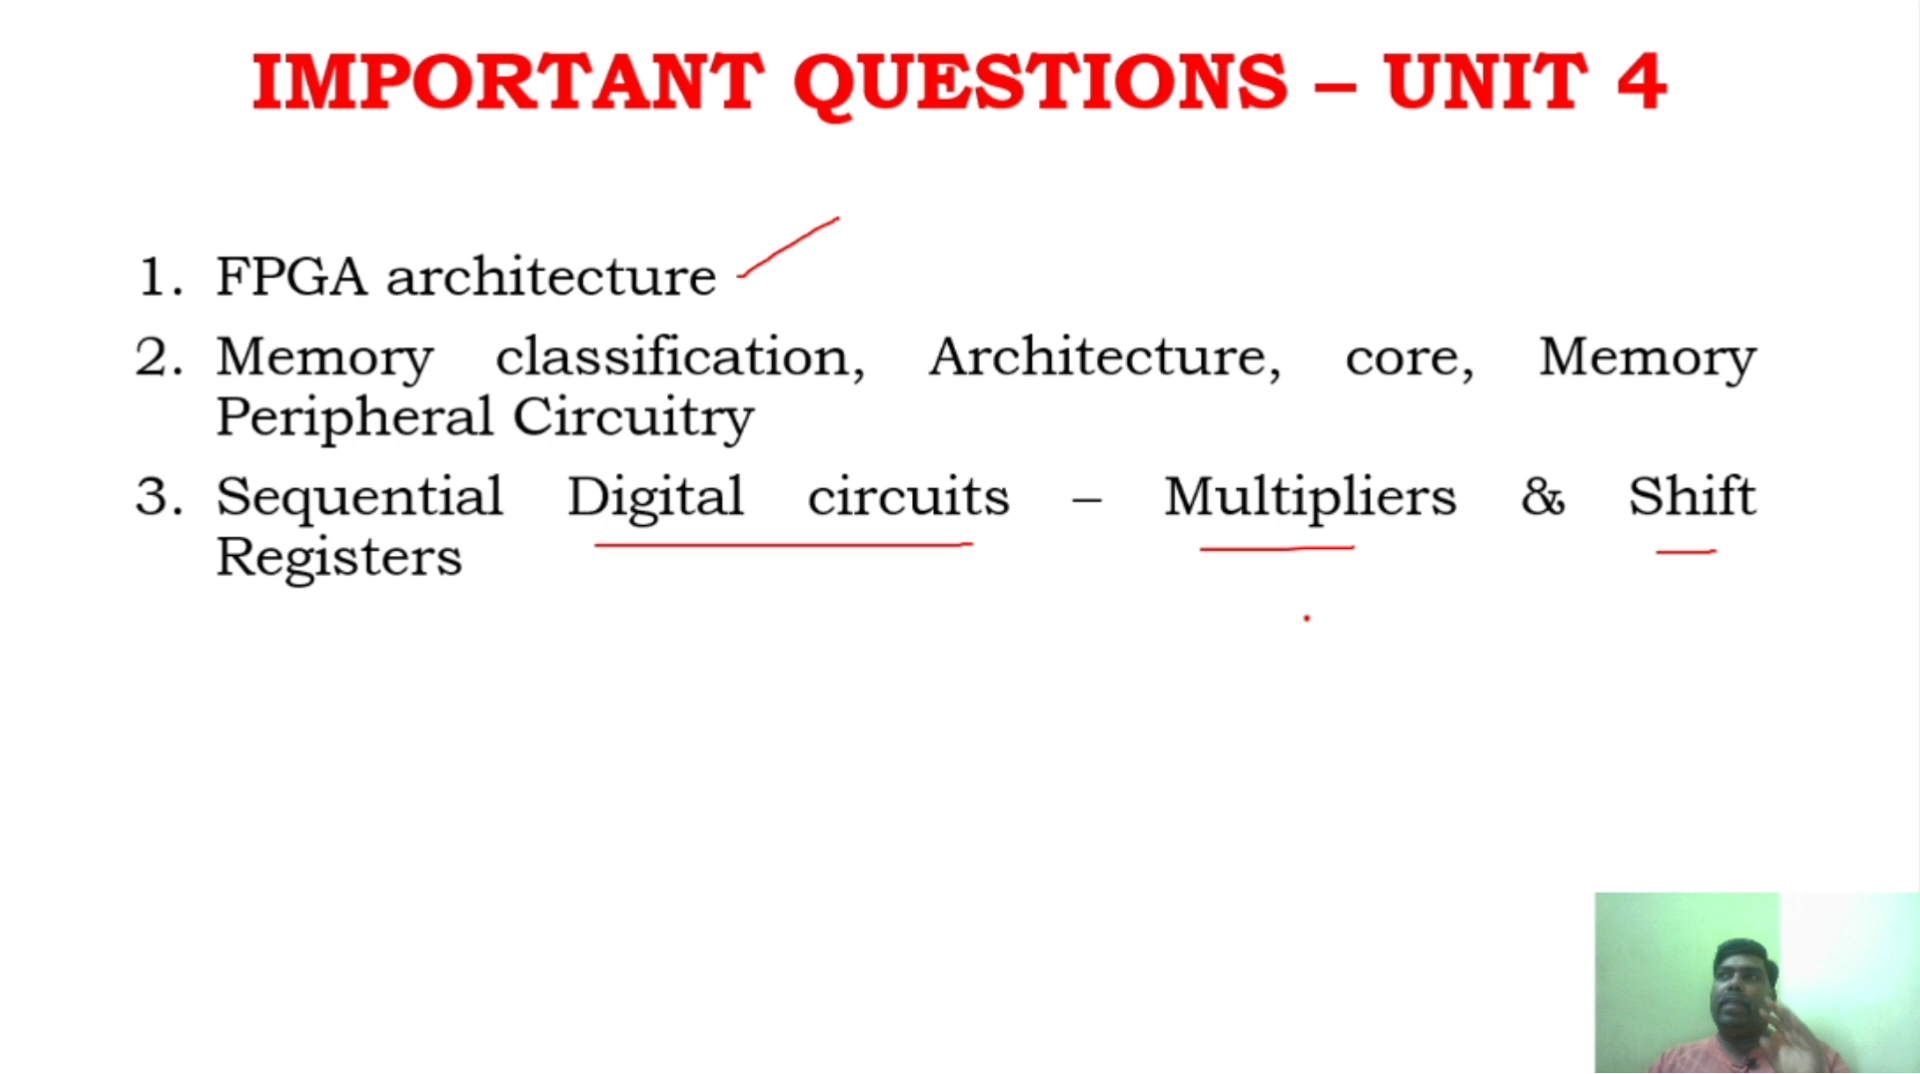 IMPORTANT QUESTIONS – UNIT 4
1. FPGA architecture
2. Memory classification, Architecture, core, Memory
Peripheral Circuitry
3. Sequential Digital circuits – Multipliers & Shift
Registers